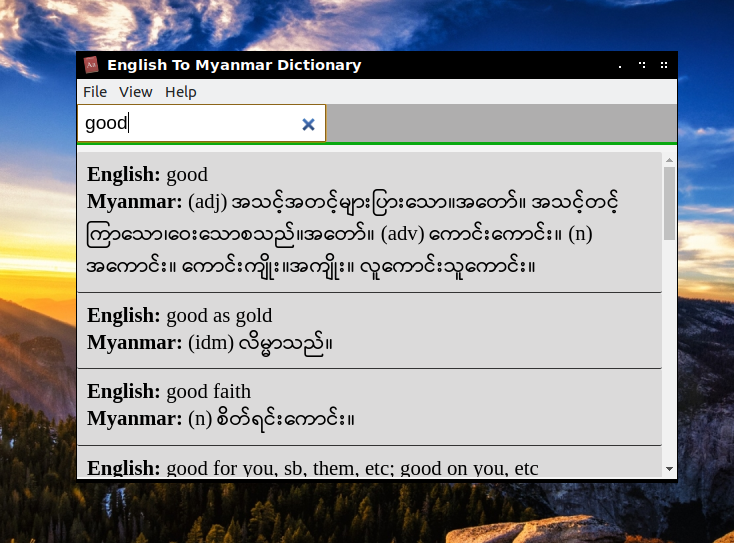 English To Myanmar Dictionary
File View Help
good
English: good
Myanmar: (adj) အသင့်အတင့်များပြားသော။အတော်။ အသင့်တင့်
ကြာသော၊ဝေးသောစသည်။အတော်။ (adv) ကောင်းကောင်း။ (n)
အကောင်း။ ကောင်းကျိုး။အကျိုး။ လူကောင်းသူကောင်း။
English: good as gold
Myanmar: (idm) လိမ္မာသည်။
English: good faith
Myanmar: (n) စိတ်ရင်းကောင်း။
English: good for you, sb, them, etc; good on you, etc